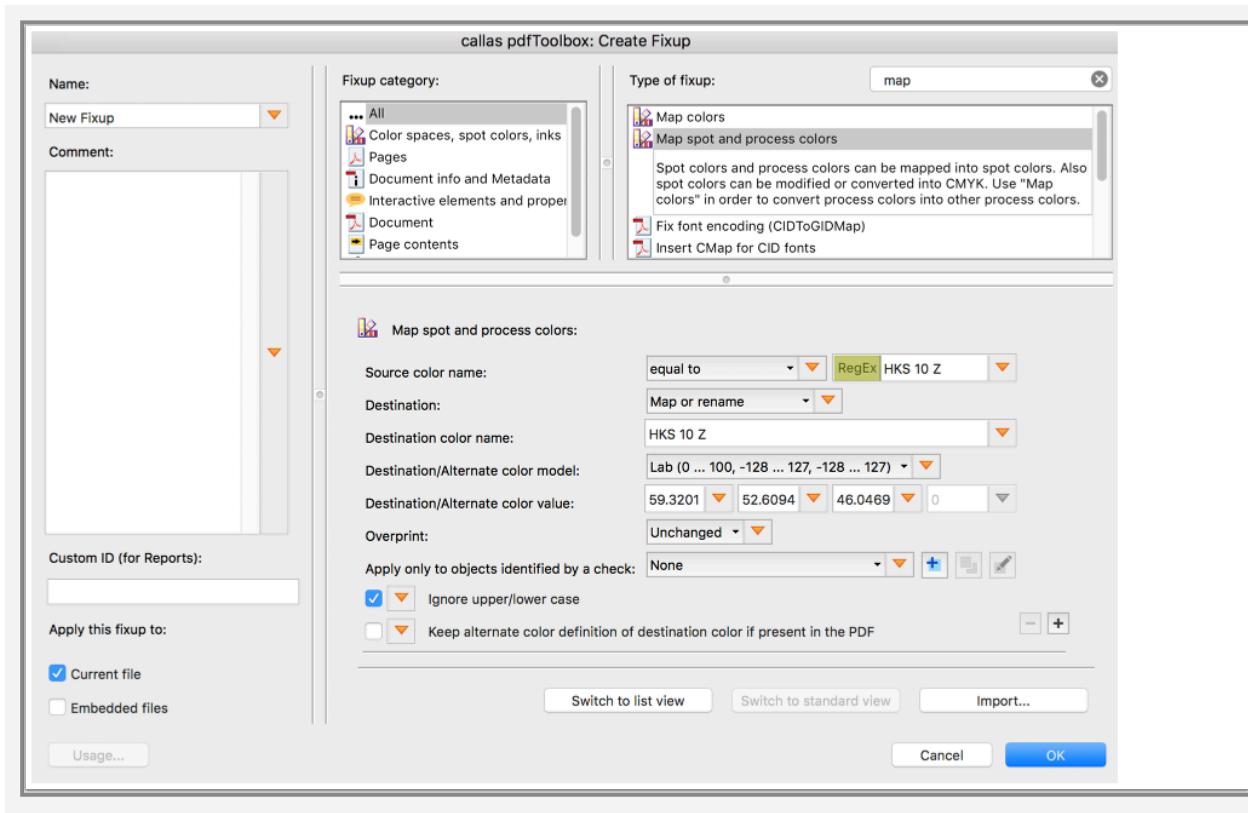 callas pdfToolbox: Create Fixup
Name:
New Fixup
Comment:
Custom ID (for Reports):
Apply this fixup to:
Current file
Embedded files
Usage...
Fixup category:
All
Color spaces, spot colors, inks
Pages
Document info and Metadata
Interactive elements and proper
Document
Page contents
Type of fixup:
map
Map colors
Map spot and process colors
Spot colors and process colors can be mapped into spot colors. Also
spot colors can be modified or converted into CMYK. Use "Map
colors" in order to convert process colors into other process colors.
Fix font encoding (CIDToGIDMap)
Insert CMap for CID fonts
Map spot and process colors:
Source color name: equal to RegEx HKS 10 Z
Destination: Map or rename
Destination color name: HKS 10 Z
Destination/Alternate color model: Lab (0 ... 100, -128 ... 127, -128 ... 127)
Destination/Alternate color value: 59.3201 52.6094 46.0469 0
Overprint: Unchanged
Apply only to objects identified by a check: None
Ignore upper/lower case
Keep alternate color definition of destination color if present in the PDF
Switch to list view Switch to standard view Import...
Cancel OK